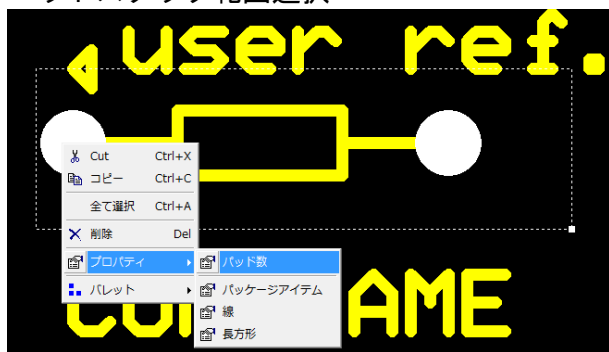 user ref.
Cut Ctrl+X
コピー Ctrl+C
全て選択 Ctrl+A
削除 Del
プロパティ
パッド数
パレット
パッケージアイテム
線
長方形
AME